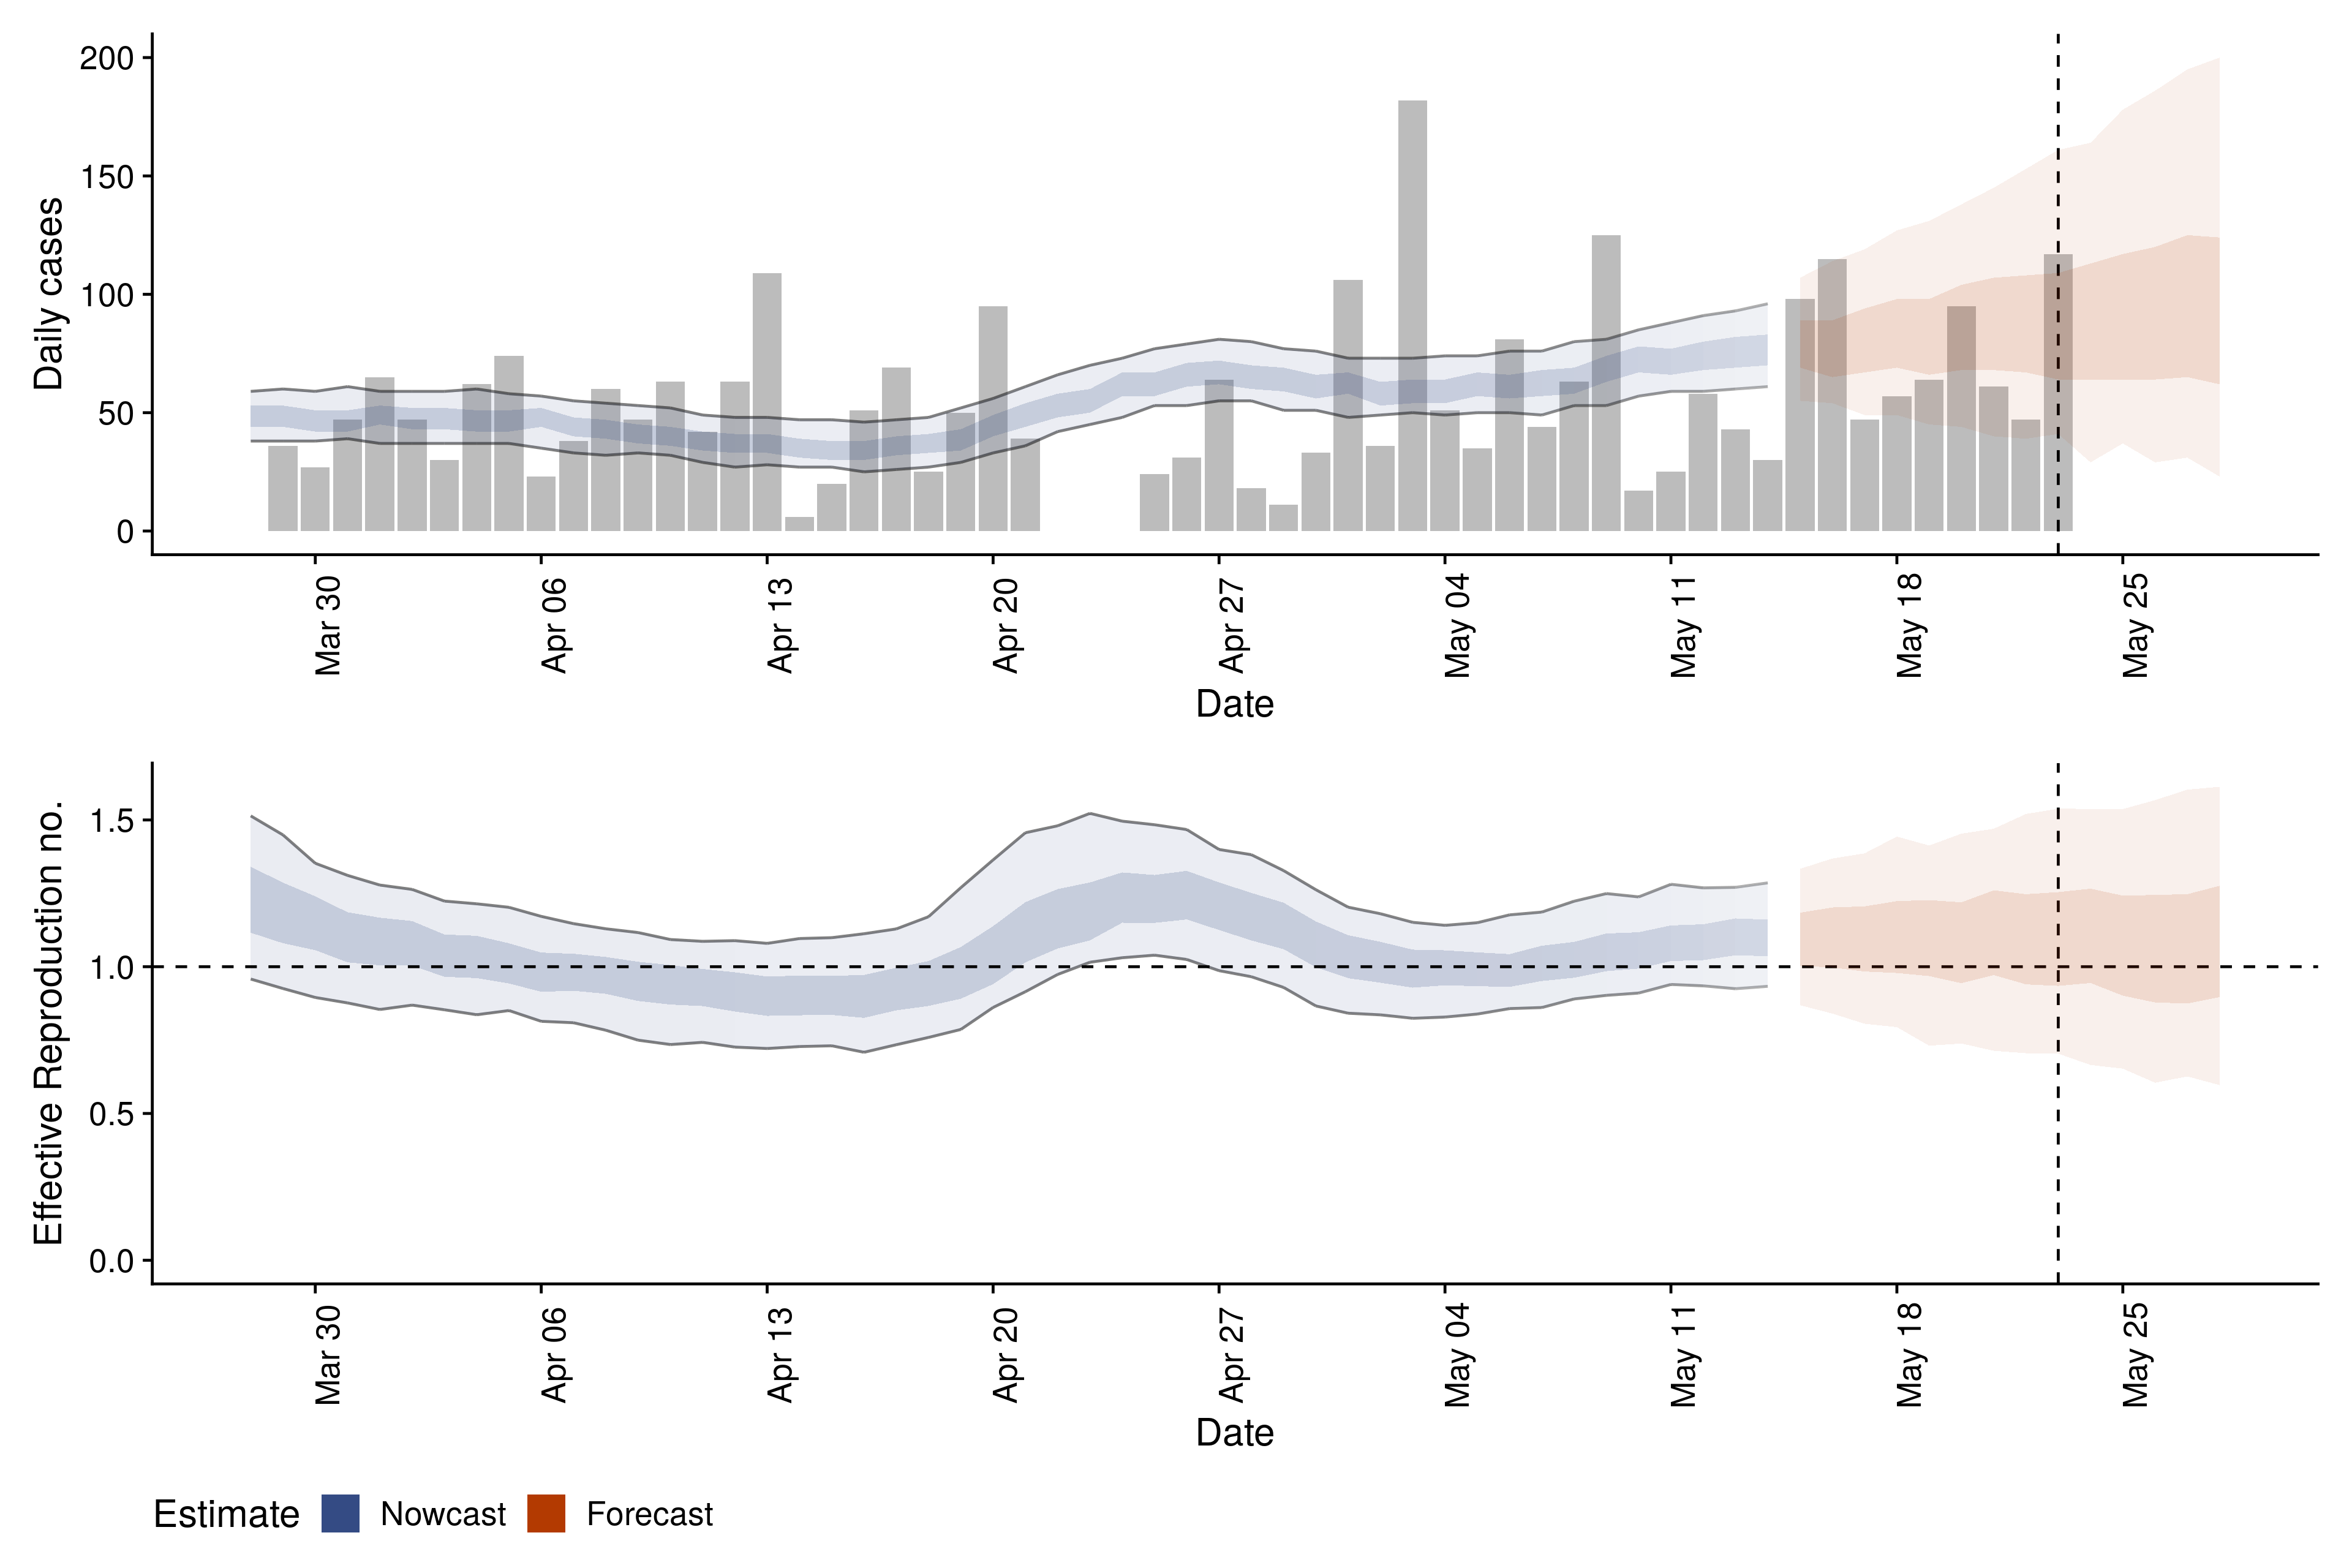 Daily cases
200
150
100
50
0
Mar 30
Apr 06
Apr 13
Apr 20
Apr 27
May 04
May 11
May 18
May 25
Date
Effective Reproduction no.
1.5
1.0
0.5
0.0
Mar 30
Apr 06
Apr 13
Apr 20
Apr 27
May 04
May 11
May 18
May 25
Date
Estimate Nowcast Forecast